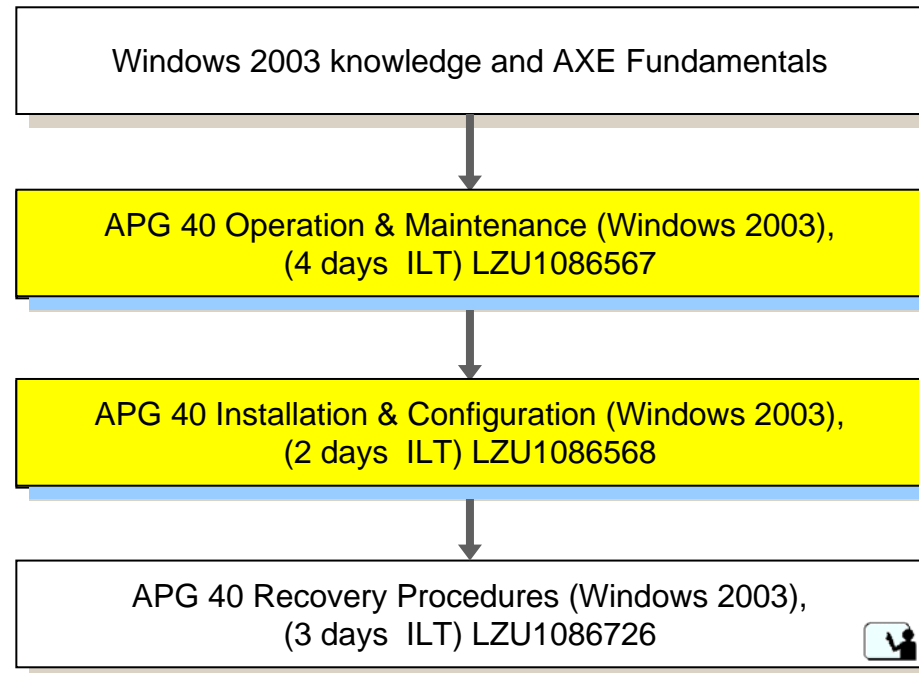 Windows 2003 knowledge and AXE Fundamentals
APG 40 Operation & Maintenance (Windows 2003),
(4 days  ILT) LZU1086567
APG 40 Installation & Configuration (Windows 2003),
(2 days  ILT) LZU1086568
APG 40 Recovery Procedures (Windows 2003),
(3 days  ILT) LZU1086726